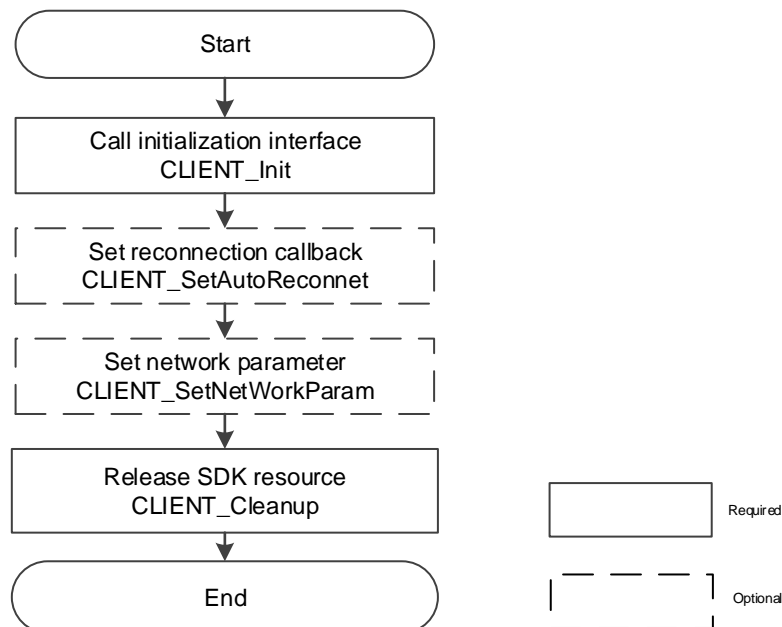 Start
Call initialization interface
CLIENT_Init
Set reconnection callback
CLIENT_SetAutoReconnet
Set network parameter
CLIENT_SetNetWorkParam
Release SDK resource
CLIENT_Cleanup
Required
End
Optional